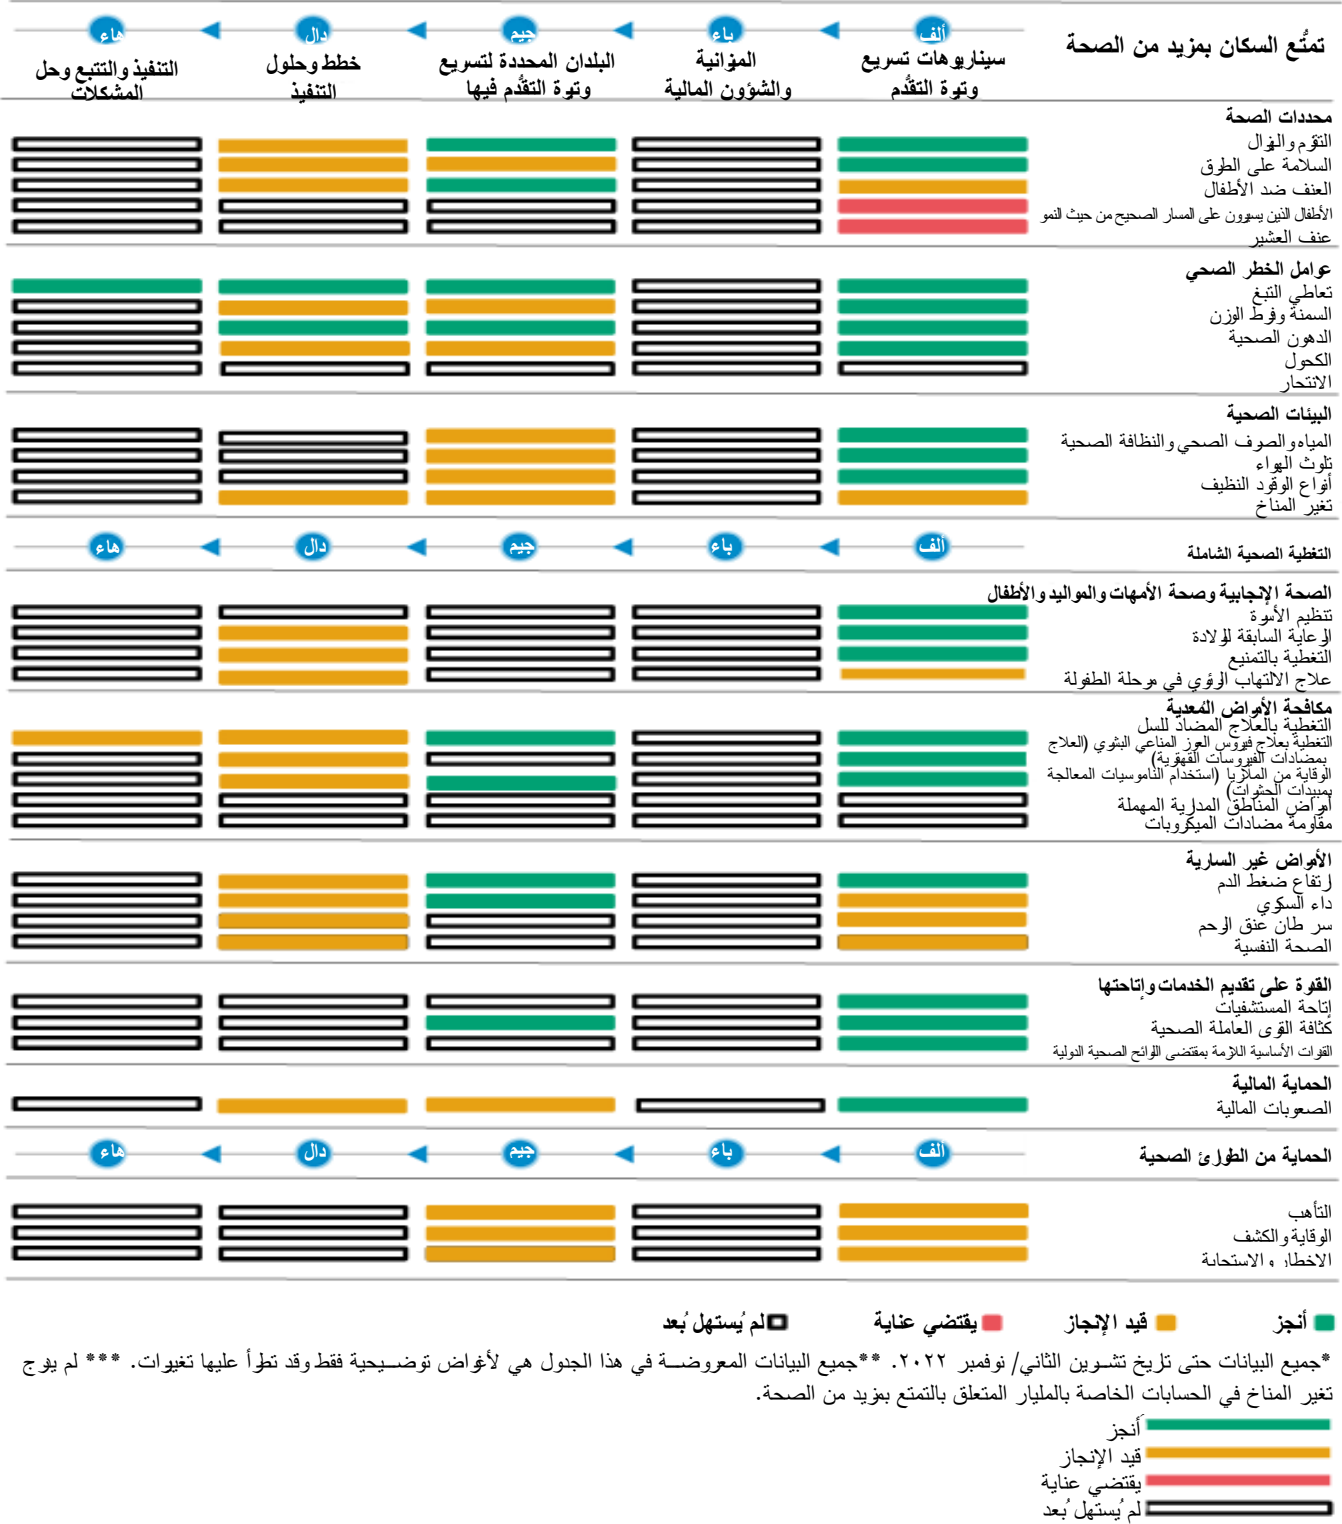 تمتُّع السكان بمزيد من الصحة
ألف
باء
جيم
دال
هاء
سيناريوهات تسريع
وتيرة التقدُّم
الميزانية
والشؤون المالية
البلدان المحددة لتسريع
وتيرة التقدُّم فيها
خطط وحلول
التنفيذ
التنفيذ والتتبع وحل
المشكلات
محددات الصحة
التقزم والهزال
السلامة على الطرق
العنف ضد الأطفال
الأطفال الذين يسيرون على المسار الصحيح من حيث النمو
عنف العشير
عوامل الخطر الصحي
تعاطي التبغ
السمنة وفرط الوزن
الدهون الصحية
الكحول
الانتحار
البيئات الصحية
المياه والصرف الصحي والنظافة الصحية
تلوث الهواء
أنواع الوقود النظيف
تغير المناخ
التغطية الصحية الشاملة
ألف
باء
جيم
دال
هاء
الصحة الإنجابية وصحة الأمهات والمواليد والأطفال
تنظيم الأسرة
الرعاية السابقة للولادة
التغطية بالتمنيع
علاج الالتهاب الرئوي في مرحلة الطفولة
مكافحة الأمراض المُعدية
التغطية بالعلاج المضاد للسل
التغطية بعلاج فيروس العوز المناعي البشري (العلاج
بمضادات الفيروسات القهقرية)
الوقاية من الملاريا (استخدام الناموسيات المعالجة
بمبيدات الحشرات)
أمراض المناطق المدارية المهملة
مقاومة مضادات الميكروبات
الأمراض غير السارية
ارتفاع ضغط الدم
داء السكري
سرطان عنق الرحم
الصحة النفسية
القدرة على تقديم الخدمات وإتاحتها
إتاحة المستشفيات
كثافة القوى العاملة الصحية
القدرات الأساسية اللازمة بمقتضى اللوائح الصحية الدولية
الحماية المالية
الصعوبات المالية
الحماية من الطوارئ الصحية
ألف
باء
جيم
دال
هاء
التأهب
الوقاية والكشف
الاخطار والاستجابة
أنجز
قيد الإنجاز
يقتضي عناية
لم يُستهل بُعد
*جميع البيانات حتى تاريخ تشرين الثاني/ نوفمبر ٢٠٢٢. **جميع البيانات المعروضة في هذا الجدول هي لأغراض توضيحية فقط وقد تطرأ عليها تغييرات. *** لم يدرج
تغير المناخ في الحسابات الخاصة بالمليار المتعلق بالتمتع بمزيد من الصحة.
أنجز
قيد الإنجاز
يقتضي عناية
لم يُستهل بُعد